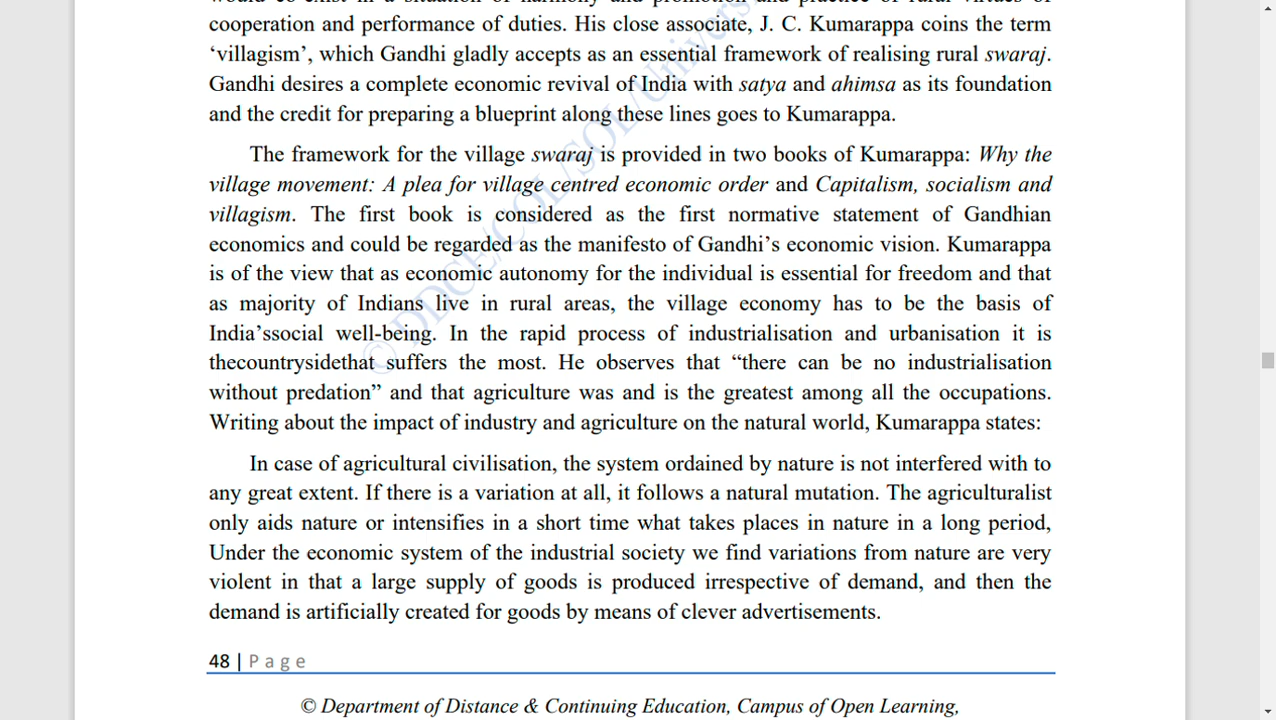 cooperation and performance of duties. His close associate, J. C. Kumarappa coins the term
‘villagism’, which Gandhi gladly accepts as an essential framework of realising rural swaraj.
Gandhi desires a complete economic revival of India with satya and ahimsa as its foundation
and the credit for preparing a blueprint along these lines goes to Kumarappa.
The framework for the village swaraj is provided in two books of Kumarappa: Why the
village movement: A plea for village centred economic order and Capitalism, socialism and
villagism. The first book is considered as the first normative statement of Gandhian
economics and could be regarded as the manifesto of Gandhi’s economic vision. Kumarappa
is of the view that as economic autonomy for the individual is essential for freedom and that
as majority of Indians live in rural areas, the village economy has to be the basis of
India’ssocial well-being. In the rapid process of industrialisation and urbanisation it is
thecountrysidethat suffers the most. He observes that “there can be no industrialisation
without predation” and that agriculture was and is the greatest among all the occupations.
Writing about the impact of industry and agriculture on the natural world, Kumarappa states:
In case of agricultural civilisation, the system ordained by nature is not interfered with to
any great extent. If there is a variation at all, it follows a natural mutation. The agriculturalist
only aids nature or intensifies in a short time what takes places in nature in a long period,
Under the economic system of the industrial society we find variations from nature are very
violent in that a large supply of goods is produced irrespective of demand, and then the
demand is artificially created for goods by means of clever advertisements.
48 | Page
© Department of Distance & Continuing Education, Campus of Open Learning,
© DDCE/COL/SOL/Univers